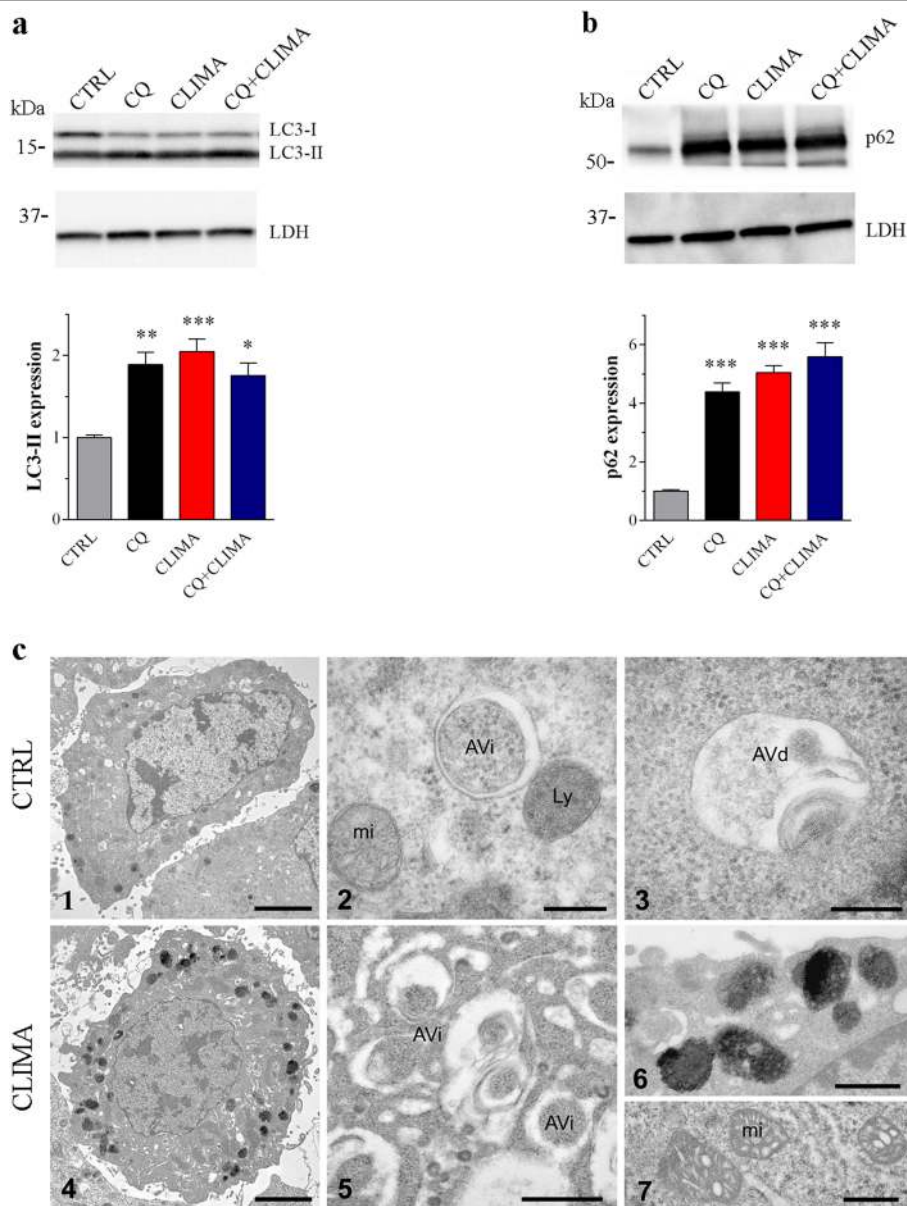 a
CTRL
CQ
CLIMA
CQ+CLIMA
kDa
15-
LC3-I
LC3-II
37-
LDH
LC3-II expression
2
1
0
**
***
*
CTRL
CQ
CLIMA
CQ+CLIMA
b
CTRL
CQ
CLIMA
CQ+CLIMA
kDa
50-
p62
37-
LDH
p62 expression
6
4
2
0
***
***
***
CTRL
CQ
CLIMA
CQ+CLIMA
c
CTRL
1
AVi
Ly
mi
2
AVd
3
CLIMA
4
AVi
AVi
5
6
mi
7